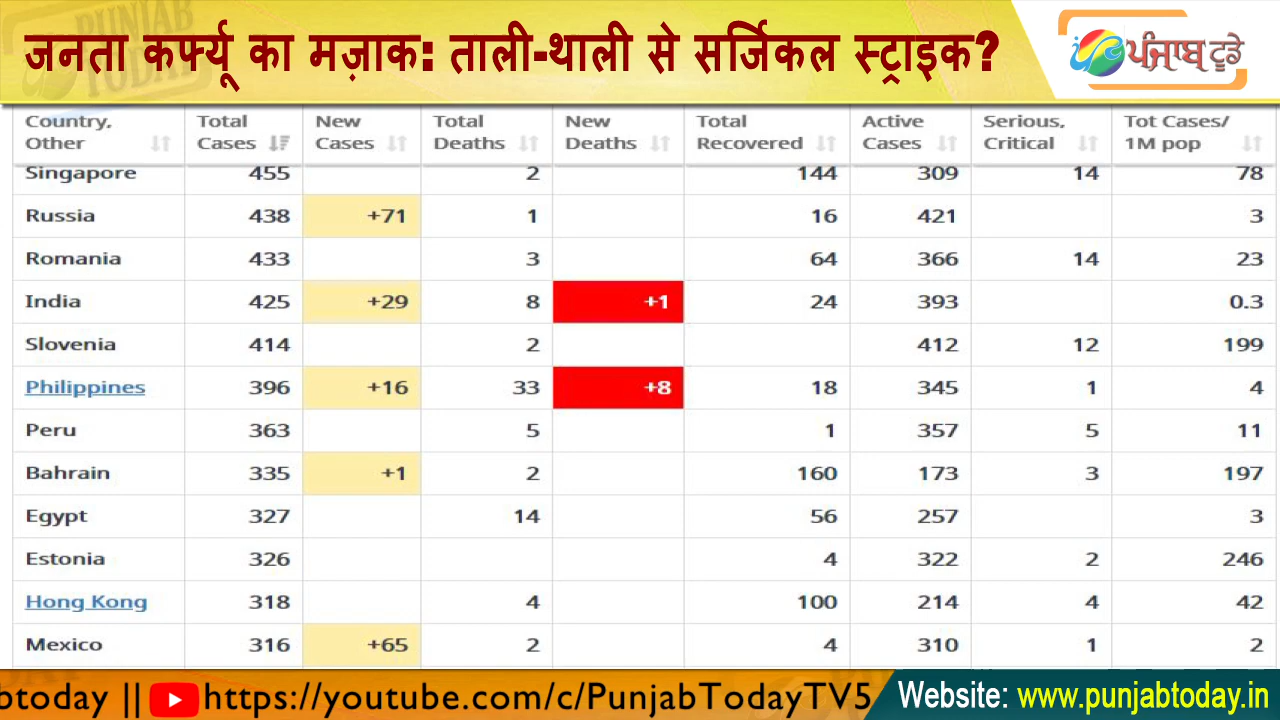 जनता कर्फ्यू का मज़ाक: ताली-थाली से सर्जिकल स्ट्राइक?
ਪੰਜਾਬ ਟੂਡੇ
PUNJAB
TODAY
Country, Other Total Cases New Cases Total Deaths New Deaths Total Recovered Active Cases Serious, Critical Tot Cases/ 1M pop
Singapore 455 2 144 309 14 78
Russia 438 +71 1 16 421 3
Romania 433 3 64 366 14 23
India 425 +29 8 +1 24 393 0.3
Slovenia 414 2 412 12 199
Philippines 396 +16 33 +8 18 345 1 4
Peru 363 5 1 357 5 11
Bahrain 335 +1 2 160 173 3 197
Egypt 327 14 56 257 3
Estonia 326 4 322 2 246
Hong Kong 318 4 100 214 4 42
Mexico 316 +65 2 4 310 1 2
btoday || https://youtube.com/c/PunjabTodayTV5 Website: www.punjabtoday.in